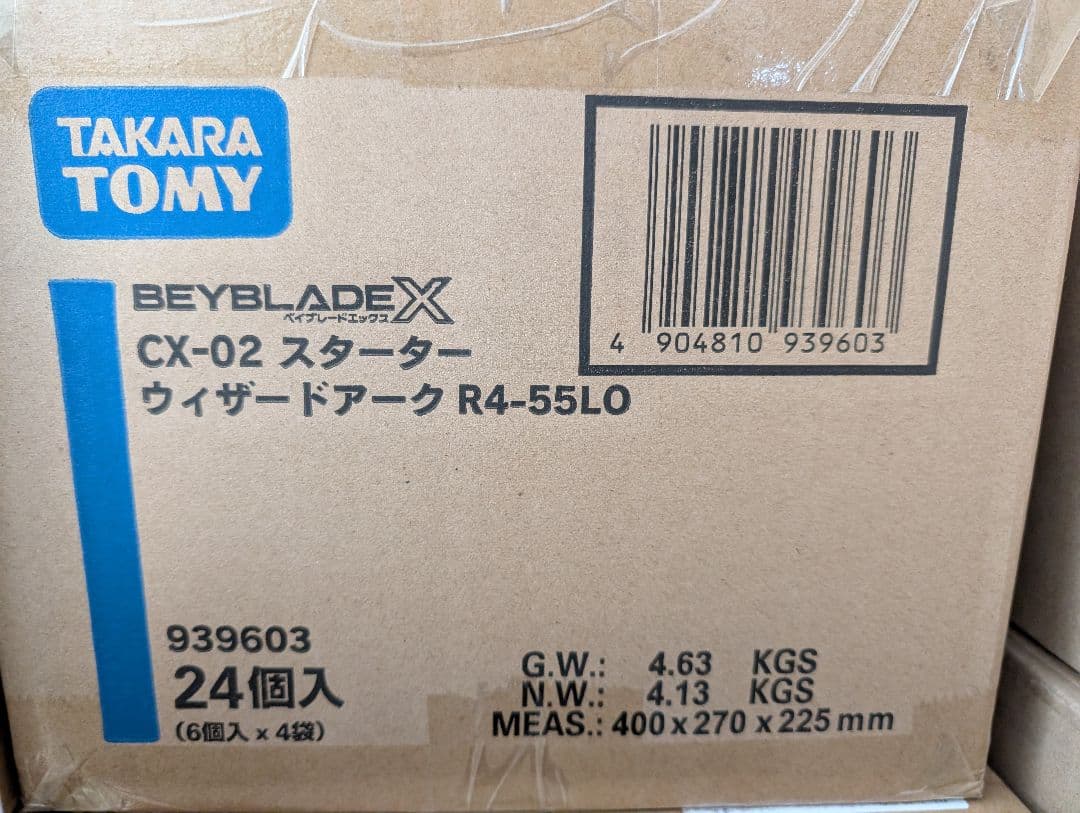 TAKARA
TOMY
BEYBLADE X
ベイブレードエックス
CX-02 スターター
ウィザードアーク R4-55LO
4 904810 939603
939603
24個入
(6個入 x 4袋)
G.W.: 4.63 KGS
N.W.: 4.13 KGS
MEAS.: 400 x 270 x 225 mm